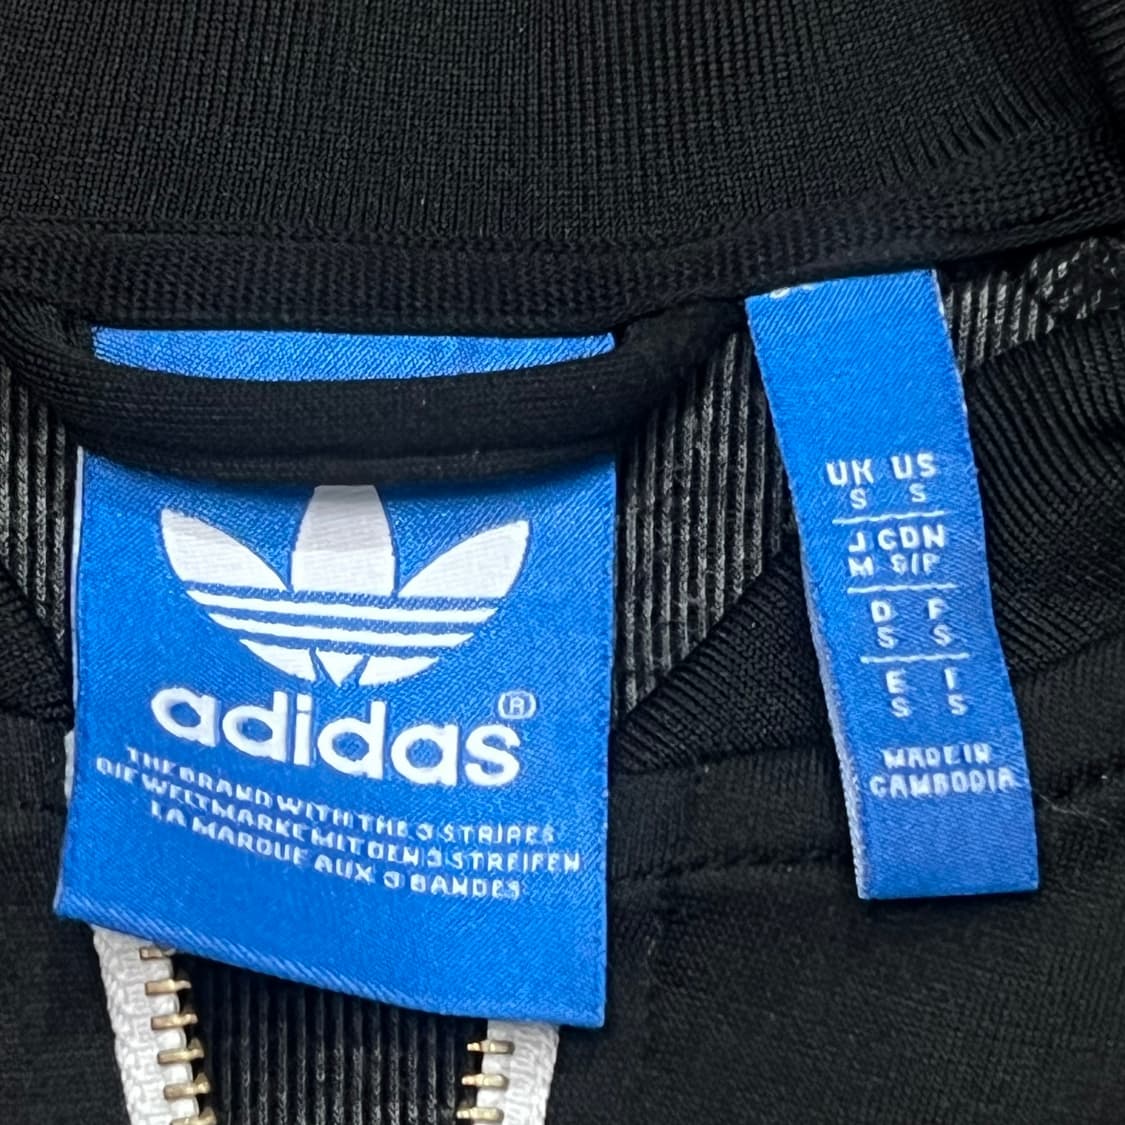 adidas®
THE BRAND WITH THE 3 STRIPES
DIE WELTMARKE MIT DEN 3 STREIFEN
LA MARQUE AUX 3 BANDES
UK US
S S
J CDN
M S/P
D F
S S
E I
S S
MADE IN
CAMBODIA